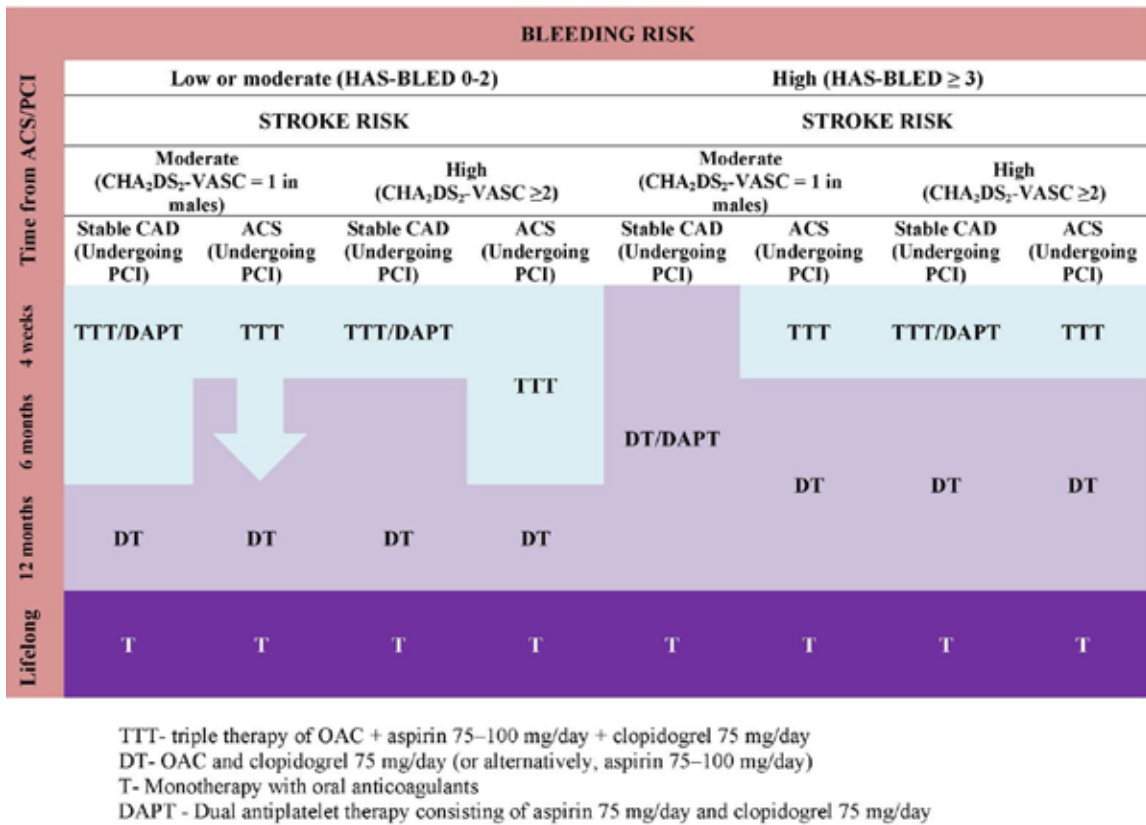 BLEEDING RISK
Time from ACS/PCI
Low or moderate (HAS-BLED 0-2)
High (HAS-BLED ≥ 3)
STROKE RISK
STROKE RISK
Moderate
(CHA₂DS₂-VASC = 1 in
males)
High
(CHA₂DS₂-VASC ≥2)
Moderate
(CHA₂DS₂-VASC = 1 in
males)
High
(CHA₂DS₂-VASC ≥2)
Stable CAD
(Undergoing
PCI)
ACS
(Undergoing
PCI)
Stable CAD
(Undergoing
PCI)
ACS
(Undergoing
PCI)
Stable CAD
(Undergoing
PCI)
ACS
(Undergoing
PCI)
Stable CAD
(Undergoing
PCI)
ACS
(Undergoing
PCI)
4 weeks
TTT/DAPT
TTT
TTT/DAPT
TTT
TTT
TTT/DAPT
TTT
6 months
DT/DAPT
DT
DT
DT
12 months
DT
DT
DT
DT
Lifelong
T
T
T
T
T
T
T
T
TTT- triple therapy of OAC + aspirin 75–100 mg/day + clopidogrel 75 mg/day
DT- OAC and clopidogrel 75 mg/day (or alternatively, aspirin 75–100 mg/day)
T- Monotherapy with oral anticoagulants
DAPT - Dual antiplatelet therapy consisting of aspirin 75 mg/day and clopidogrel 75 mg/day